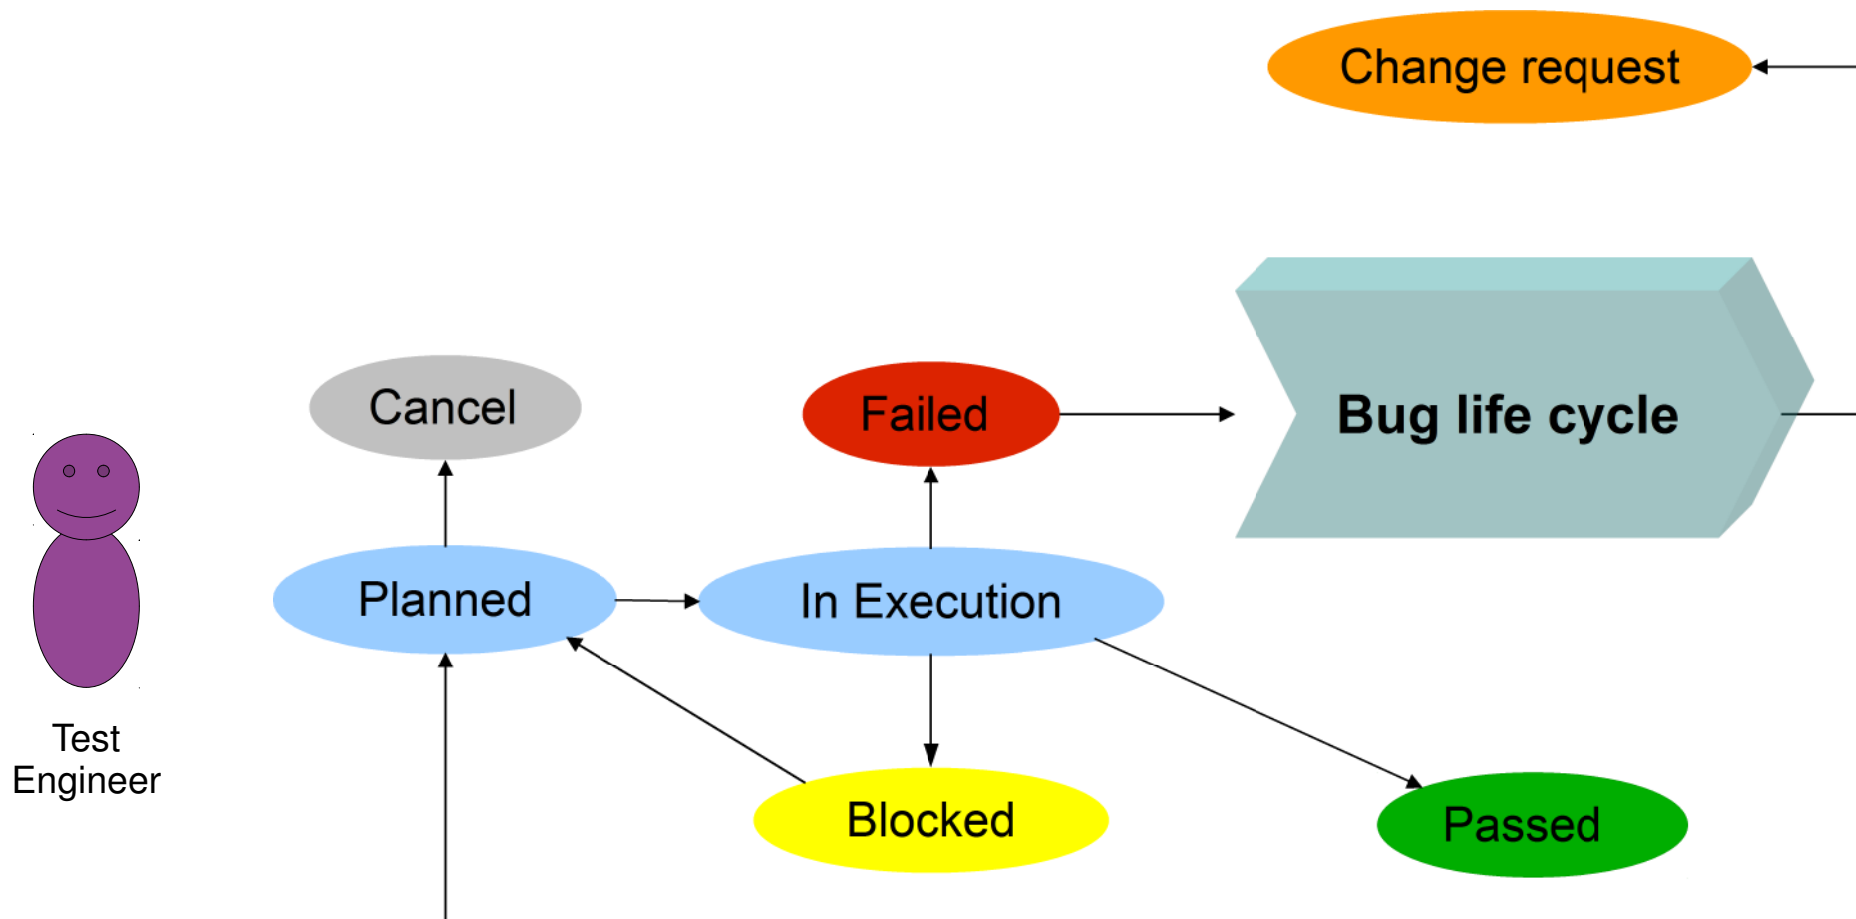 Change request
Cancel
Failed
Bug life cycle
Planned
In Execution
Test
Engineer
Blocked
Passed